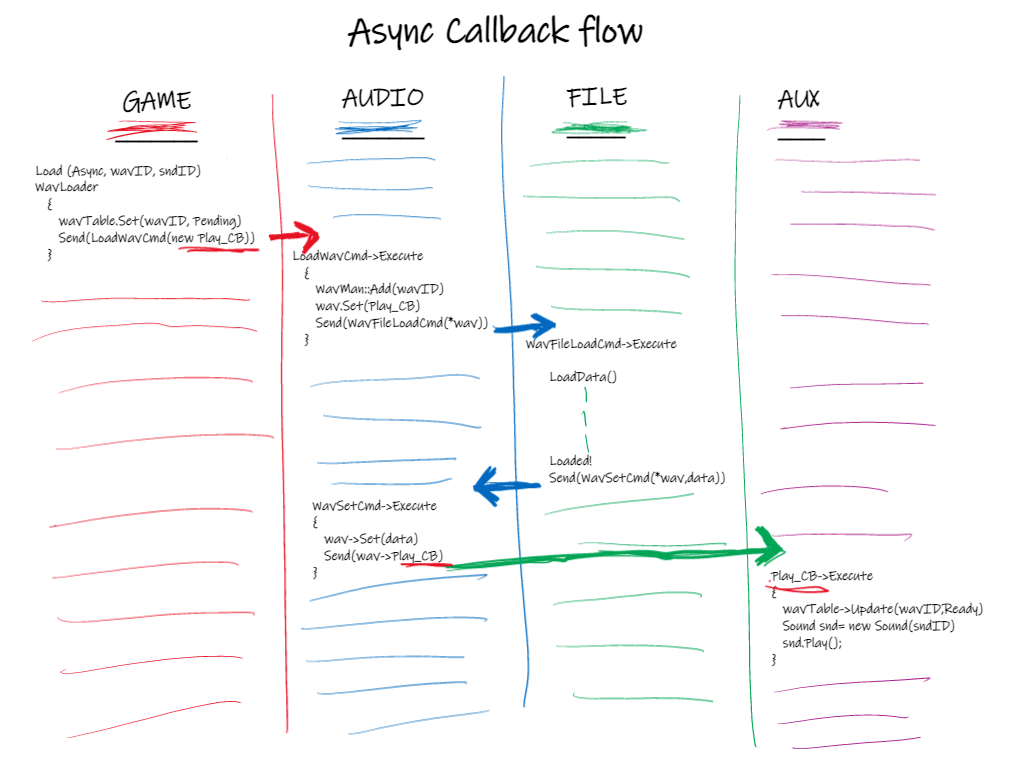 Async Callback flow
GAME
AUDIO
FILE
AUX
Load (Async, wavID, sndID)
WavLoader
{
wavTable.Set(wavID, Pending)
Send(LoadWavCmd(new Play_CB))
}
LoadWavCmd->Execute
{
WavMan::Add(wavID)
wav.Set(Play_CB)
Send(WavFileLoadCmd(*wav))
}
WavFileLoadCmd->Execute
LoadData()
Loaded!
Send(WavSetCmd(*wav,data))
WavSetCmd->Execute
{
wav->Set(data)
Send(wav->Play_CB)
}
Play_CB->Execute
{
wavTable->Update(wavID,Ready)
Sound snd= new Sound(sndID)
snd.Play();
}